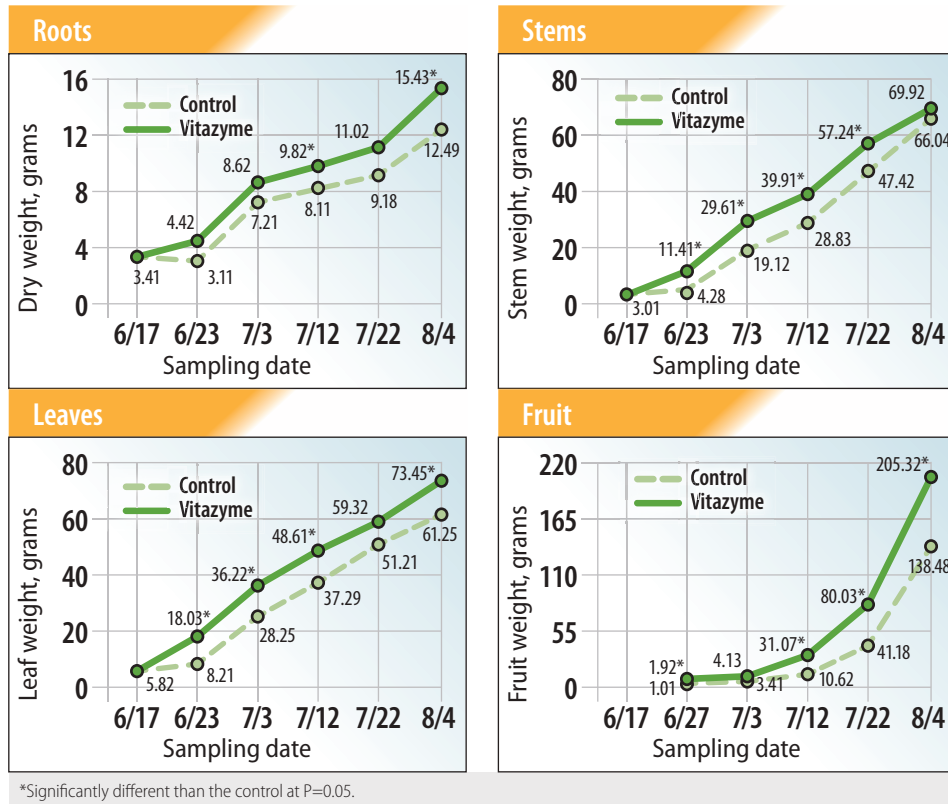 Roots
16
12
8
4
0
Dry weight, grams
Control
Vitazyme
3.41
4.42
3.11
8.62
7.21
9.82*
8.11
11.02
9.18
15.43*
12.49
6/17 6/23 7/3 7/12 7/22 8/4
Sampling date
Stems
80
60
40
20
0
Stem weight, grams
Control
Vitazyme
3.01
11.41*
4.28
29.61*
19.12
39.91*
28.83
57.24*
47.42
69.92
66.04
6/17 6/23 7/3 7/12 7/22 8/4
Sampling date
Leaves
80
60
40
20
0
Leaf weight, grams
Control
Vitazyme
5.82
18.03*
8.21
36.22*
28.25
48.61*
37.29
59.32
51.21
73.45*
61.25
6/17 6/23 7/3 7/12 7/22 8/4
Sampling date
Fruit
220
165
110
55
0
Fruit weight, grams
Control
Vitazyme
1.92*
1.01
4.13
3.41
31.07*
10.62
80.03*
41.18
205.32*
138.48
6/17 6/27 7/3 7/12 7/22 8/4
Sampling date
*Significantly different than the control at P=0.05.